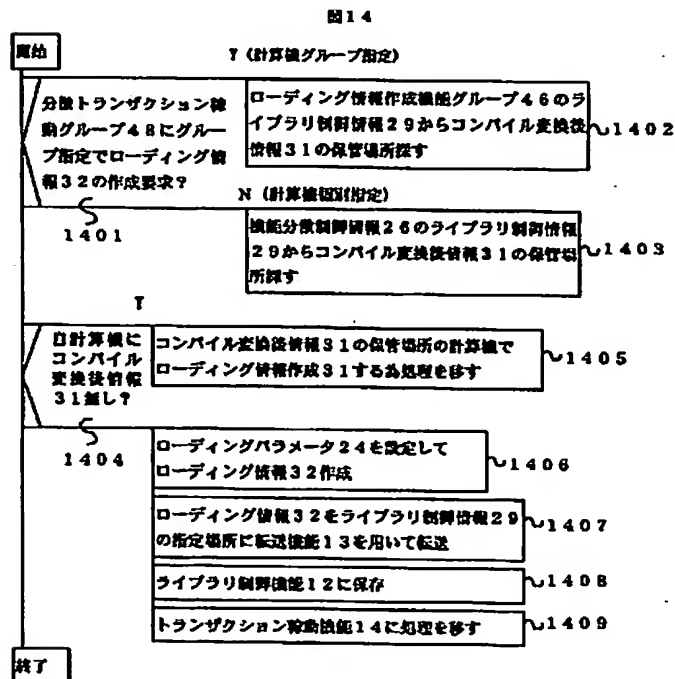 図14
開始
Y (計算機グループ指定)
分散トランザクション稼
動グループ48にグルー
プ指定でローディング情
報32の作成要求?
1401
ローディング情報作成機能グループ46のラ
イブラリ制御情報29からコンパイル変換後
情報31の保管場所探す
1402
N (計算機個別指定)
機能分散制御情報26のライブラリ制御情報
29からコンパイル変換後情報31の保管場
所探す
1403
Y
自計算機に
コンパイル
変換後情報
31無し?
1404
コンパイル変換後情報31の保管場所の計算機で
ローディング情報作成31する為処理を移す
1405
ローディングパラメータ24を設定して
ローディング情報32作成
1406
ローディング情報32をライブラリ制御情報29
の指定場所に転送機能13を用いて転送
1407
ライブラリ制御機能12に保存
1408
トランザクション稼動機能14に処理を移す
1409
終了